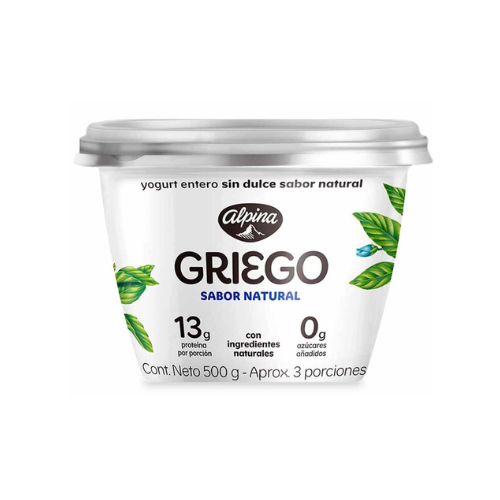 yogurt entero sin dulce sabor natural
alpina
GRIEGO
SABOR NATURAL
13g
proteína
por porción
con
ingredientes
naturales
0g
azúcares
añadidos
Cont. Neto 500 g - Aprox. 3 porciones